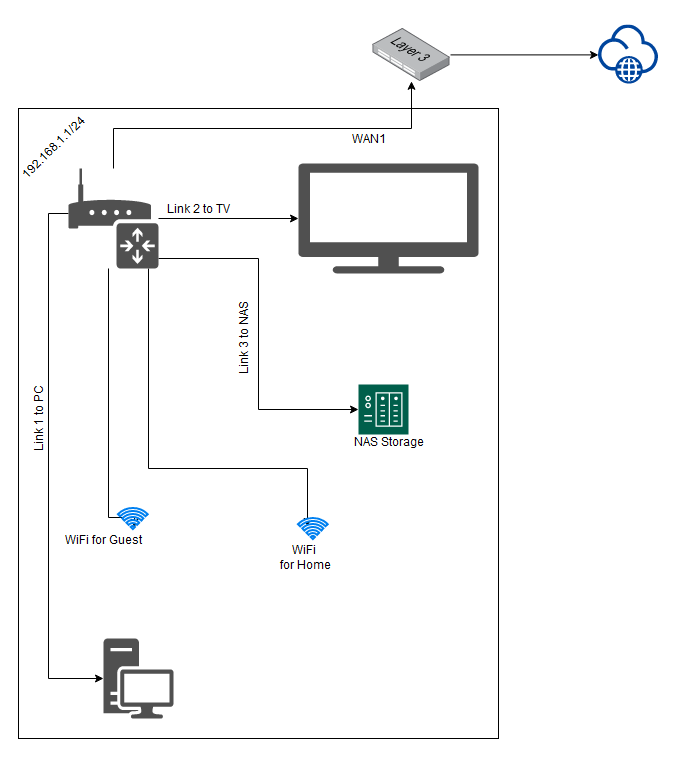 Layer 3
WAN1
192.168.1.1/24
Link 2 to TV
Link 3 to NAS
Link 1 to PC
NAS Storage
WiFi for Guest
WiFi
for Home